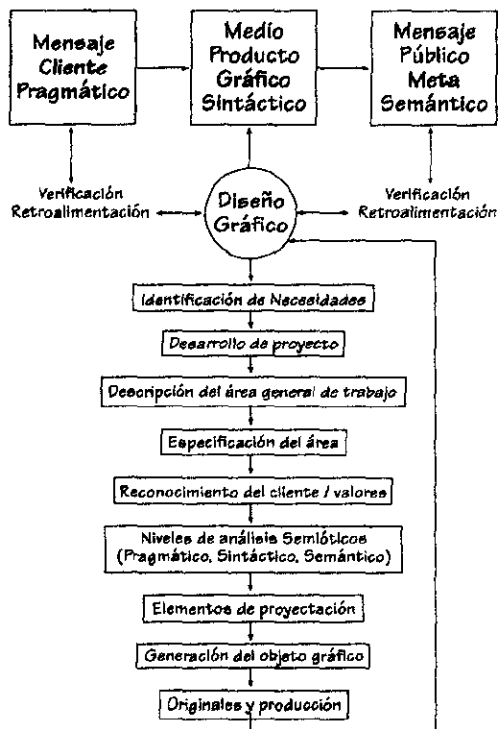 Mensaje
Cliente
Pragmático
Medio
Producto
Gráfico
Sintáctico
Mensaje
Público
Meta
Semántico
Verificación
Retroalimentación
Diseño
Gráfico
Verificación
Retroalimentación
Identificación de Necesidades
Desarrollo de proyecto
Descripción del área general de trabajo
Especificación del área
Reconocimiento del cliente / valores
Niveles de análisis Semióticos
(Pragmático, Sintáctico, Semántico)
Elementos de proyectación
Generación del objeto gráfico
Originales y producción